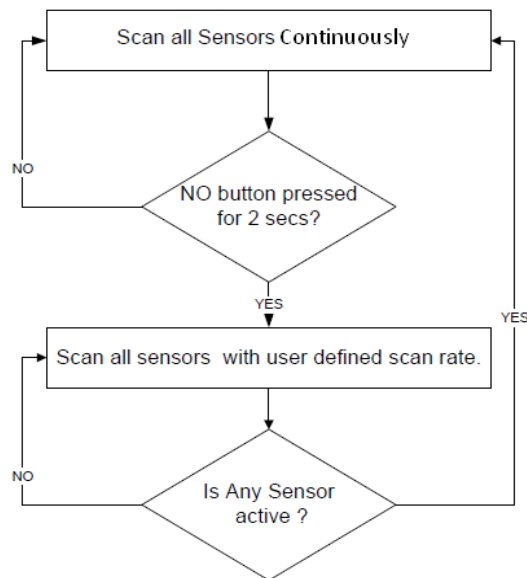 Scan all Sensors Continuously
NO
NO button pressed
for 2 secs?
YES
YES
Scan all sensors  with user defined scan rate.
NO
Is Any Sensor
active ?